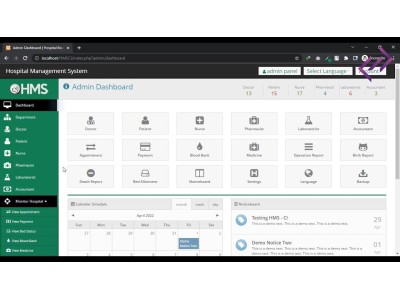 Admin Dashboard | Hospital Ma
localhost/HMSCI/index.php/admin/dashboard
Hospital Management System
admin panel
Select Language
HMS
Admin Dashboard
Doctor
13
Patient
15
Nurse
17
Pharmacist
4
Laboratorist
6
Accountant
3
Dashboard
Department
Doctor
Patient
Nurse
Pharmacist
Laboratorist
Accountant
Monitor Hospital
View Appointment
View Payment
View Bed Status
View Blood Bank
View Medicine
Doctor
Patient
Nurse
Pharmacist
Laboratorist
Accountant
Appointment
Payment
Blood Bank
Medicine
Operation Report
Birth Report
Death Report
Bed Allotment
Noticeboard
Settings
Language
Backup
Calendar Schedule
month
week
day
April 2022
Sun
Mon
Tue
Wed
Thu
Fri
Sat
27
28
29
30
31
1
2
Demo
Notice Two
Noticeboard
Testing HMS - CI
This is a demo text. This is a demo text. This is a demo text.
29
Apr
Demo Notice Two
This is a demo text. This is a demo text. This is a demo
01
Apr